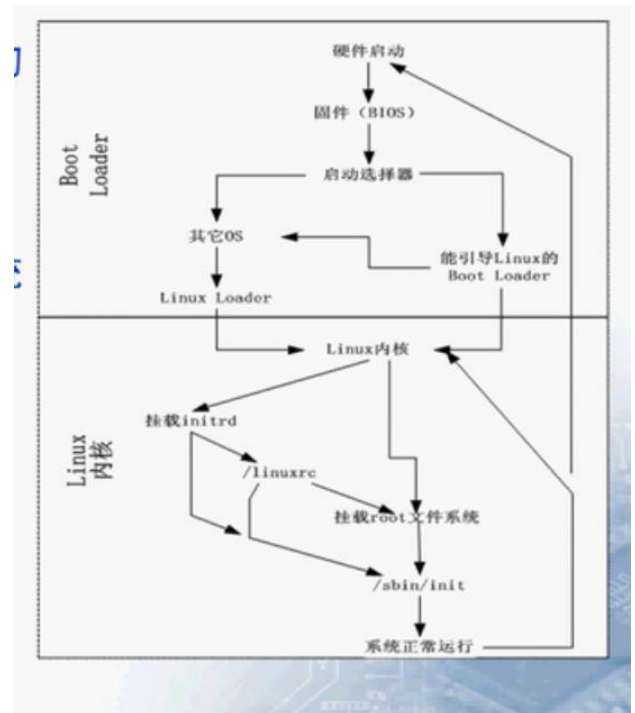 硬件启动
固件（BIOS）
启动选择器
Boot
Loader
其它OS
能引导Linux的
Boot Loader
Linux Loader
Linux内核
挂载initrd
Linux
内核
/linuxrc
挂载root文件系统
/sbin/init
系统正常运行